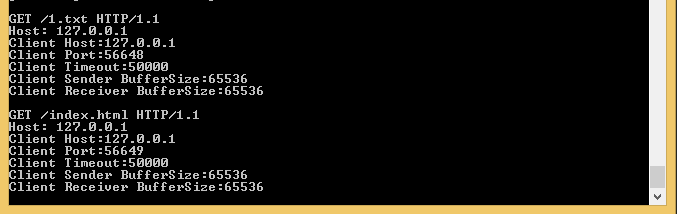 GET /1.txt HTTP/1.1
Host: 127.0.0.1
Client Host:127.0.0.1
Client Port:56648
Client Timeout:50000
Client Sender BufferSize:65536
Client Receiver BufferSize:65536
GET /index.html HTTP/1.1
Host: 127.0.0.1
Client Host:127.0.0.1
Client Port:56649
Client Timeout:50000
Client Sender BufferSize:65536
Client Receiver BufferSize:65536